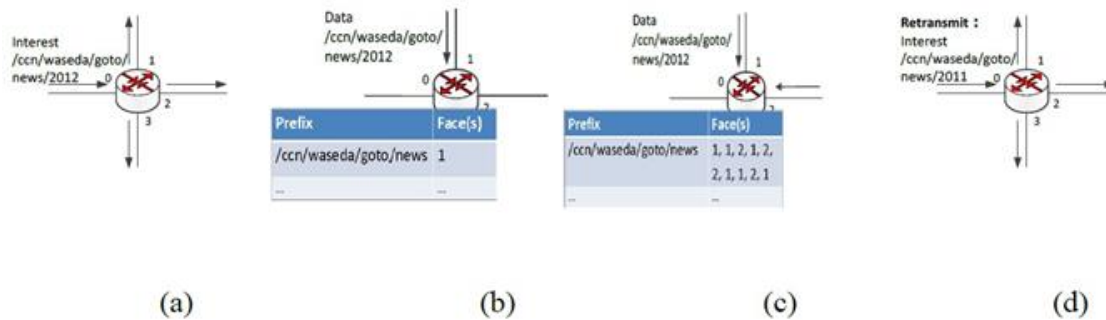 Interest
/ccn/waseda/goto/
news/2012
0
1
2
3
(a)
Data
/ccn/waseda/goto/
news/2012
0
1
2
Prefix Face(s)
/ccn/waseda/goto/news 1
... ...
(b)
Data
/ccn/waseda/goto/
news/2012
0
1
2
Prefix Face(s)
/ccn/waseda/goto/news 1, 1, 2, 1, 2,
2, 1, 1, 2, 1
... ...
(c)
Retransmit：
Interest
/ccn/waseda/goto/
news/2011
0
1
2
3
(d)